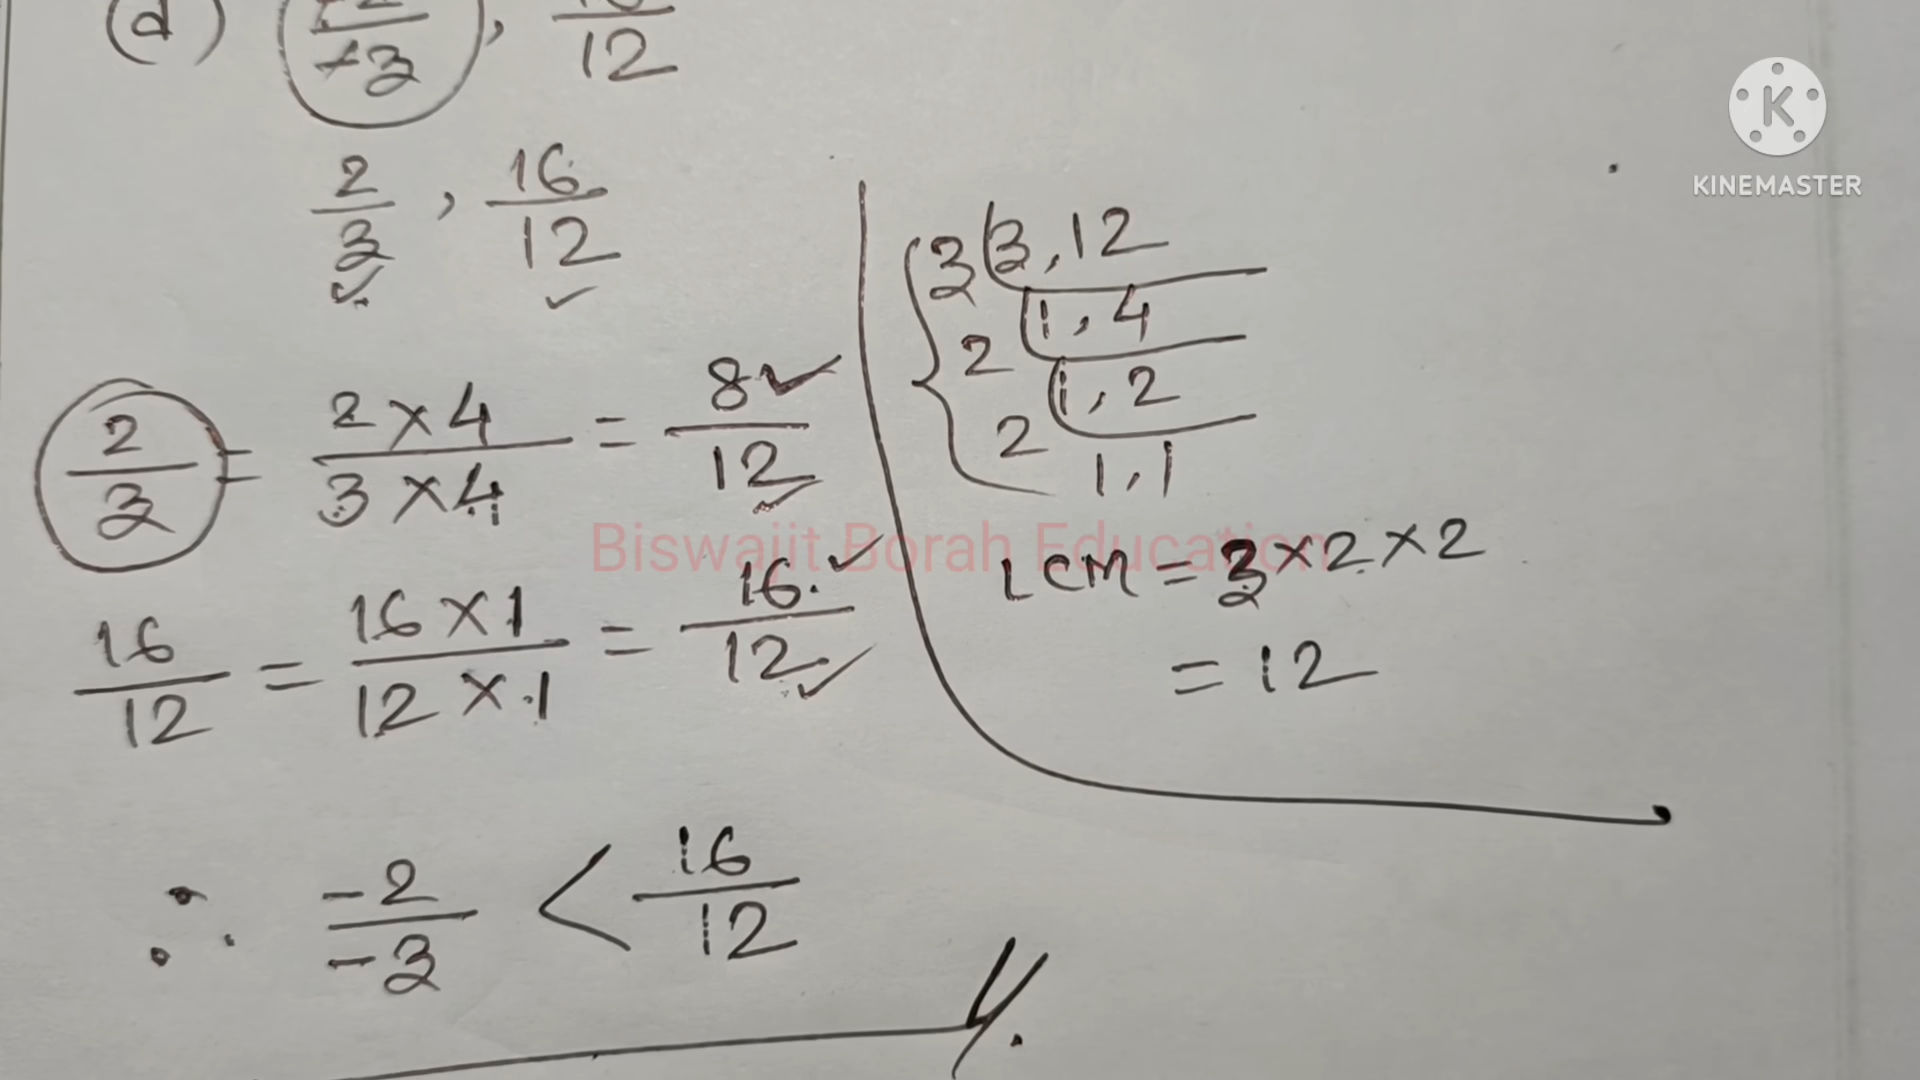 (d) -2/-3 , 16/12
2/3 , 16/12
2/3 = 2×4/3×4 = 8/12
16/12 = 16×1/12×1 = 16/12
∴ -2/-3 < 16/12
3 3, 12
2 1, 4
2 1, 2
1, 1
LCM = 3×2×2
= 12
Biswajit Borah Education
K
KINEMASTER